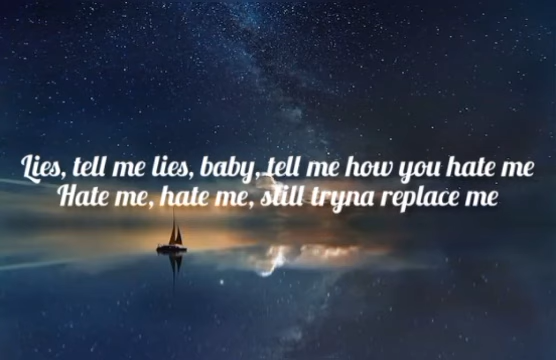 Lies, tell me lies, baby, tell me how you hate me
Hate me, hate me, still tryna replace me